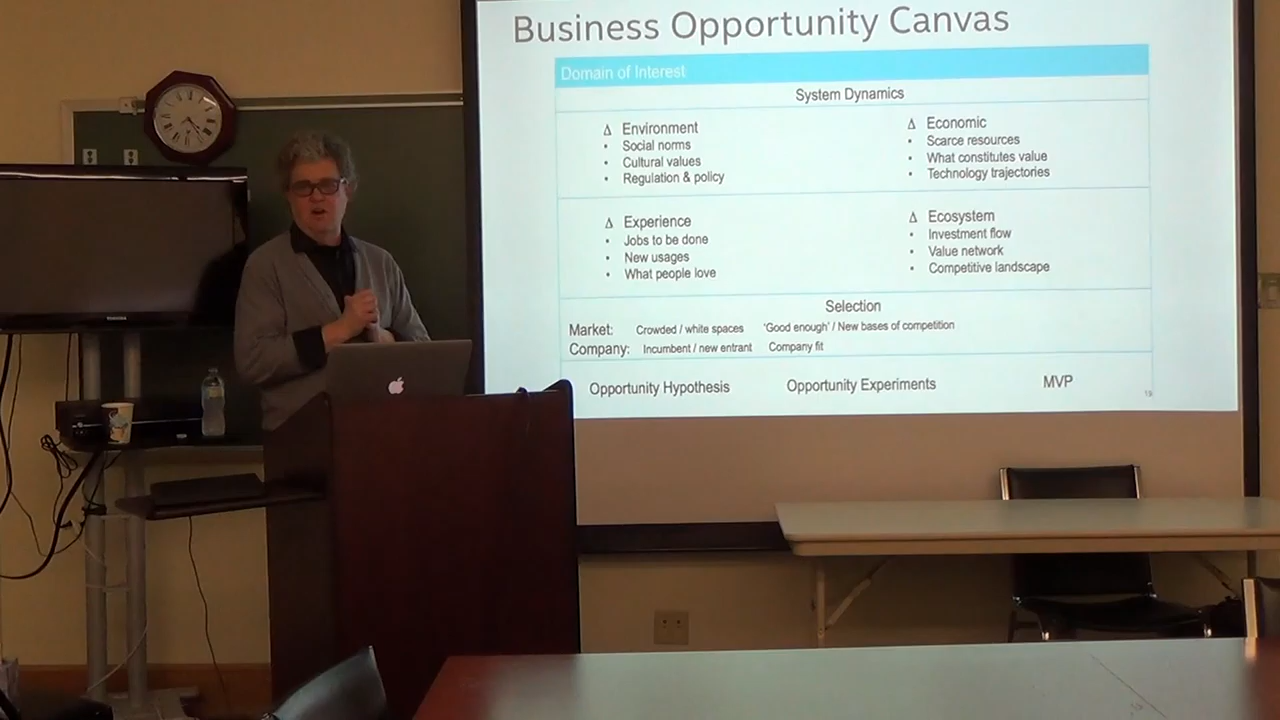 Business Opportunity Canvas
Domain of Interest
System Dynamics
Δ Environment
• Social norms
• Cultural values
• Regulation & policy
Δ Economic
• Scarce resources
• What constitutes value
• Technology trajectories
Δ Experience
• Jobs to be done
• New usages
• What people love
Δ Ecosystem
• Investment flow
• Value network
• Competitive landscape
Selection
Market: Crowded / white spaces 'Good enough' / New bases of competition
Company: Incumbent / new entrant Company fit
Opportunity Hypothesis Opportunity Experiments MVP
19
TOSHIBA